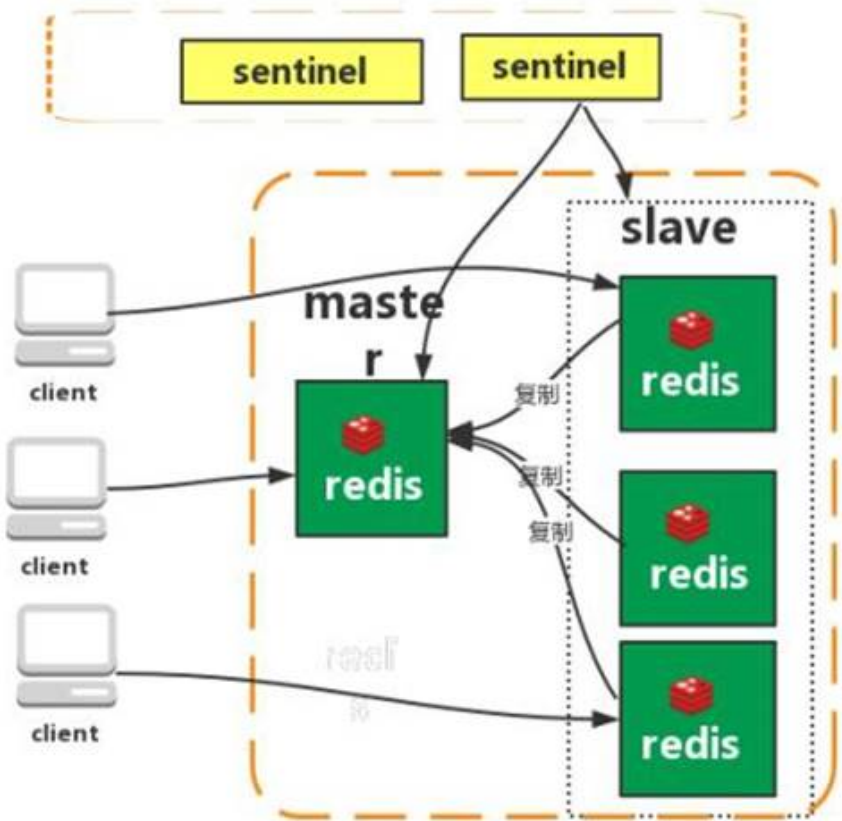 sentinel
sentinel
slave
maste
r
client
redis
复制
redis
复制
client
redis
复制
redis
client